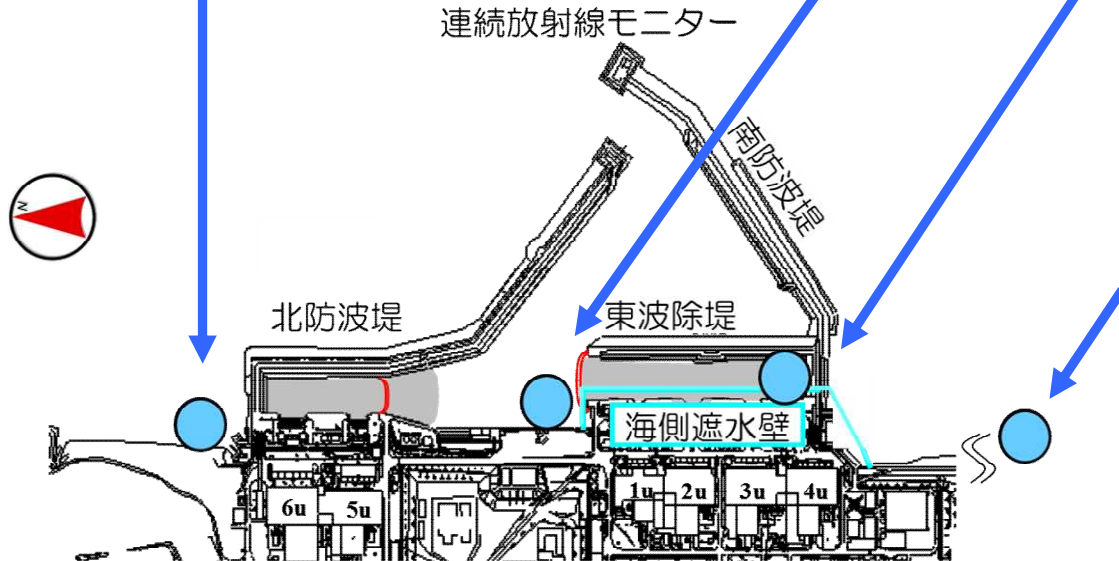 連続放射線モニター
南防波堤
N
北防波堤
東波除堤
海側遮水壁
6u 5u
1u 2u 3u 4u